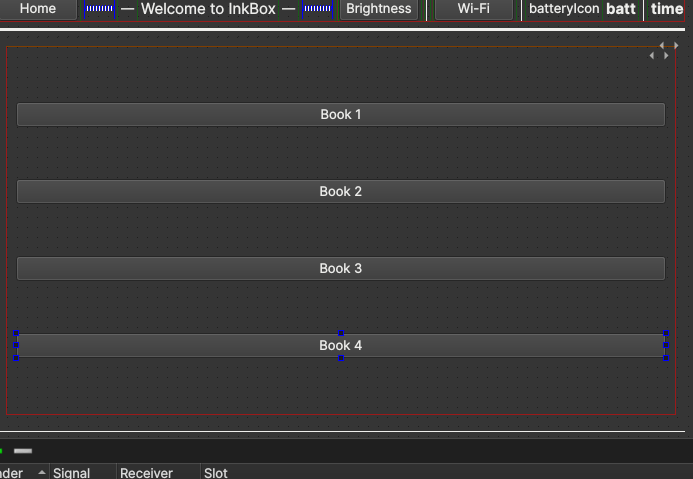 Home — Welcome to InkBox — Brightness Wi-Fi batteryIcon batt time
Book 1
Book 2
Book 3
Book 4
Signal Receiver Slot